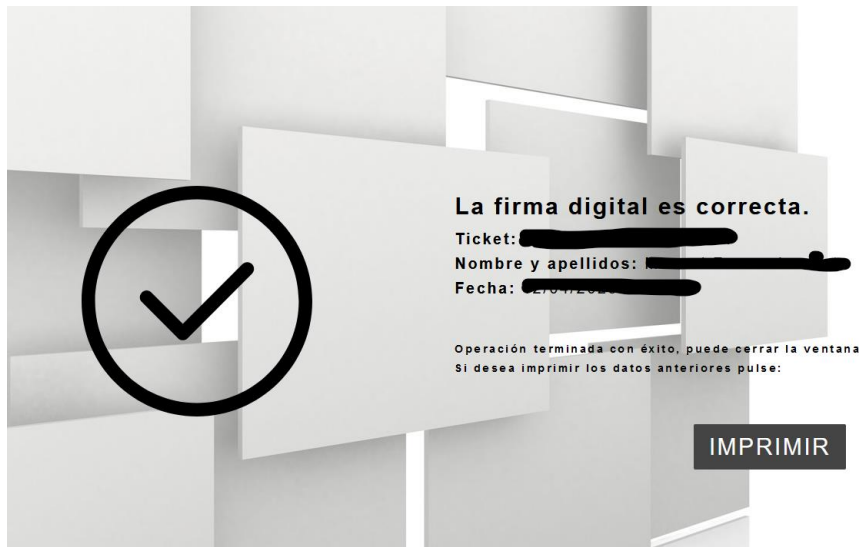 La firma digital es correcta.
Ticket:
Nombre y apellidos:
Fecha:
Operación terminada con éxito, puede cerrar la ventana
Si desea imprimir los datos anteriores pulse:
IMPRIMIR